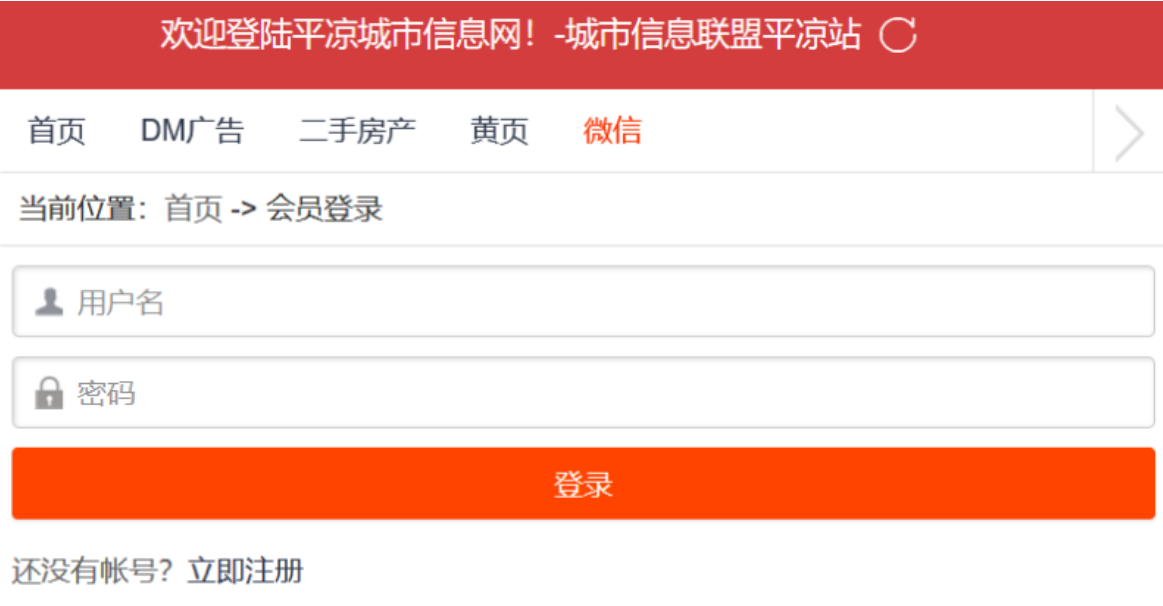 欢迎登陆平凉城市信息网！-城市信息联盟平凉站
首页 DM广告 二手房产 黄页 微信
当前位置：首页 -> 会员登录
用户名
密码
登录
还没有帐号？立即注册